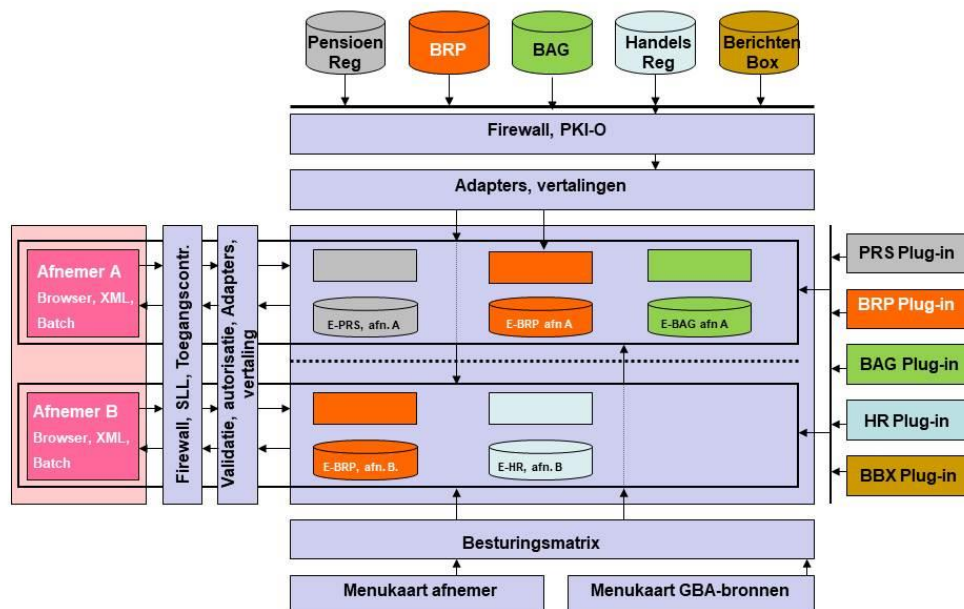 Pensioen
Reg
BRP
BAG
Handels
Reg
Berichten
Box
Firewall, PKI-O
Adapters, vertalingen
Afnemer A
Browser, XML,
Batch
Afnemer B
Browser, XML,
Batch
Firewall, SLL, Toegangscontr.
Validatie, autorisatie, Adapters,
vertaling
E-PRS, afn. A
E-BRP afn A
E-BAG afn A
E-BRP, afn. B.
E-HR, afn. B
PRS Plug-in
BRP Plug-in
BAG Plug-in
HR Plug-in
BBX Plug-in
Besturingsmatrix
Menukaart afnemer
Menukaart GBA-bronnen